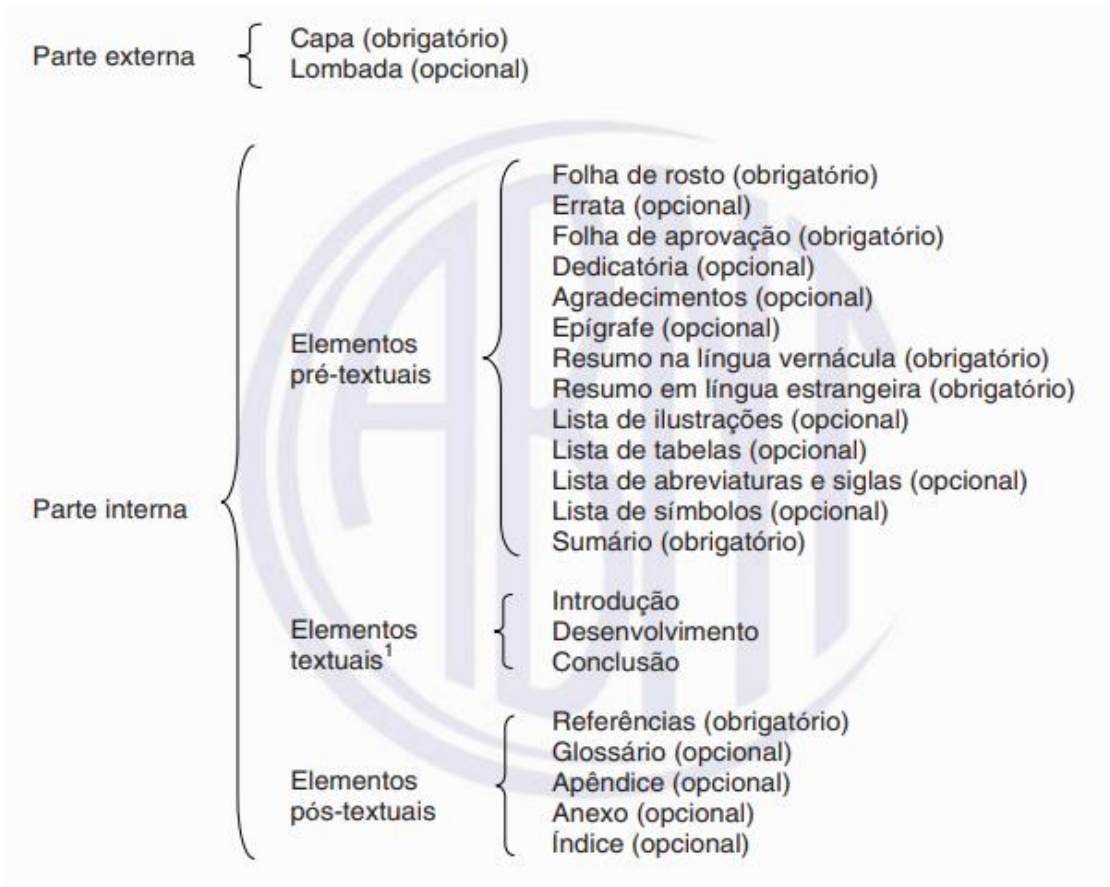 Parte externa
Capa (obrigatório)
Lombada (opcional)
Parte interna
Elementos
pré-textuais
Folha de rosto (obrigatório)
Errata (opcional)
Folha de aprovação (obrigatório)
Dedicatória (opcional)
Agradecimentos (opcional)
Epígrafe (opcional)
Resumo na língua vernácula (obrigatório)
Resumo em língua estrangeira (obrigatório)
Lista de ilustrações (opcional)
Lista de tabelas (opcional)
Lista de abreviaturas e siglas (opcional)
Lista de símbolos (opcional)
Sumário (obrigatório)
Elementos
textuais1
Introdução
Desenvolvimento
Conclusão
Elementos
pós-textuais
Referências (obrigatório)
Glossário (opcional)
Apêndice (opcional)
Anexo (opcional)
Índice (opcional)
ABNT